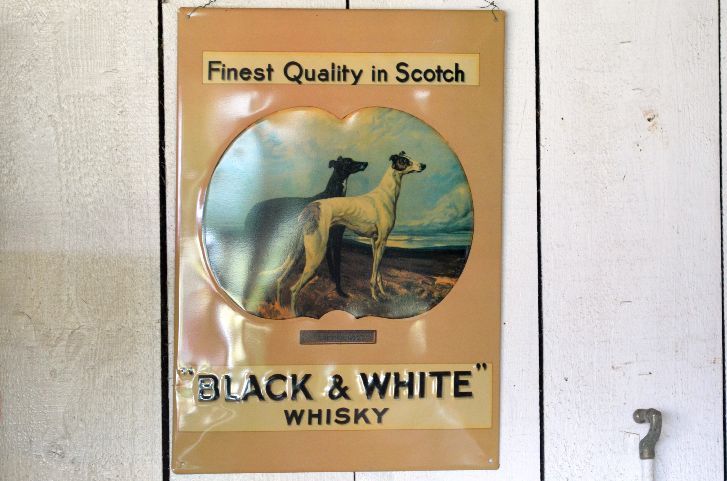 Finest Quality in Scotch
"BLACK & WHITE"
WHISKY